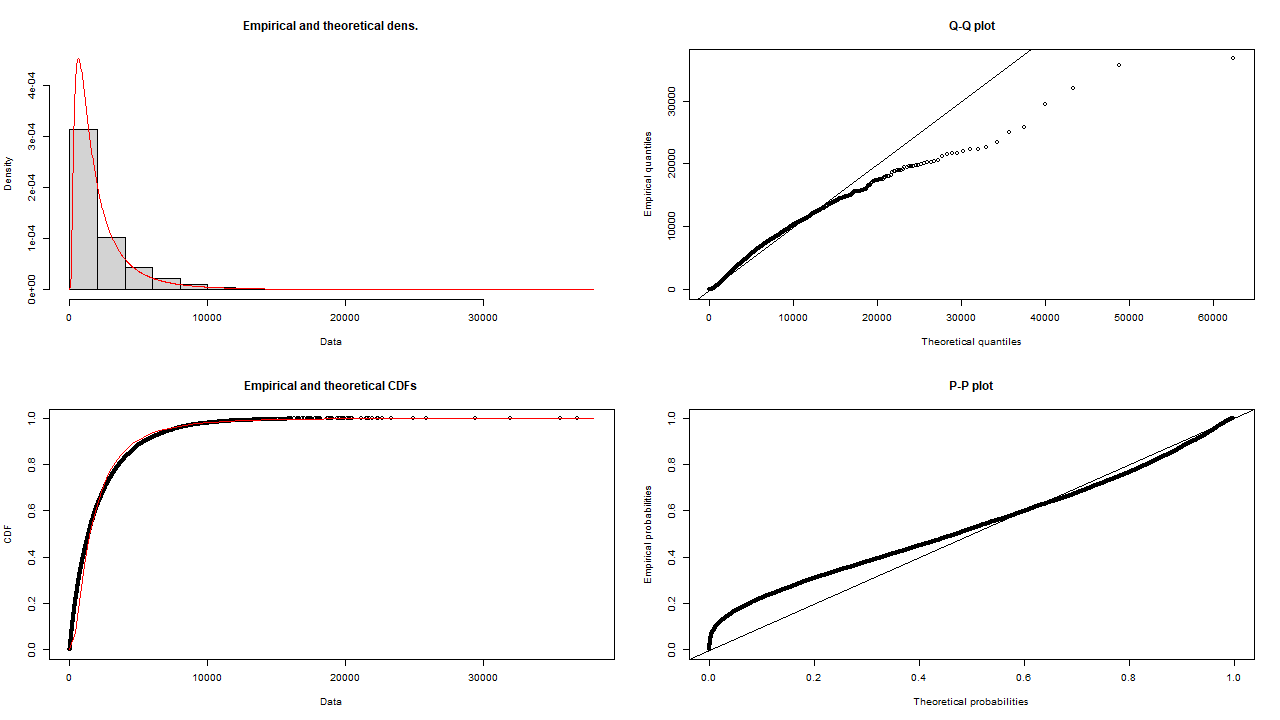 Empirical and theoretical dens.
Density
0e+00 1e-04 2e-04 3e-04 4e-04
0 10000 20000 30000
Data
Q-Q plot
Empirical quantiles
0 10000 20000 30000
0 10000 20000 30000 40000 50000 60000
Theoretical quantiles
Empirical and theoretical CDFs
CDF
0.0 0.2 0.4 0.6 0.8 1.0
0 10000 20000 30000
Data
P-P plot
Empirical probabilities
0.0 0.2 0.4 0.6 0.8 1.0
0.0 0.2 0.4 0.6 0.8 1.0
Theoretical probabilities